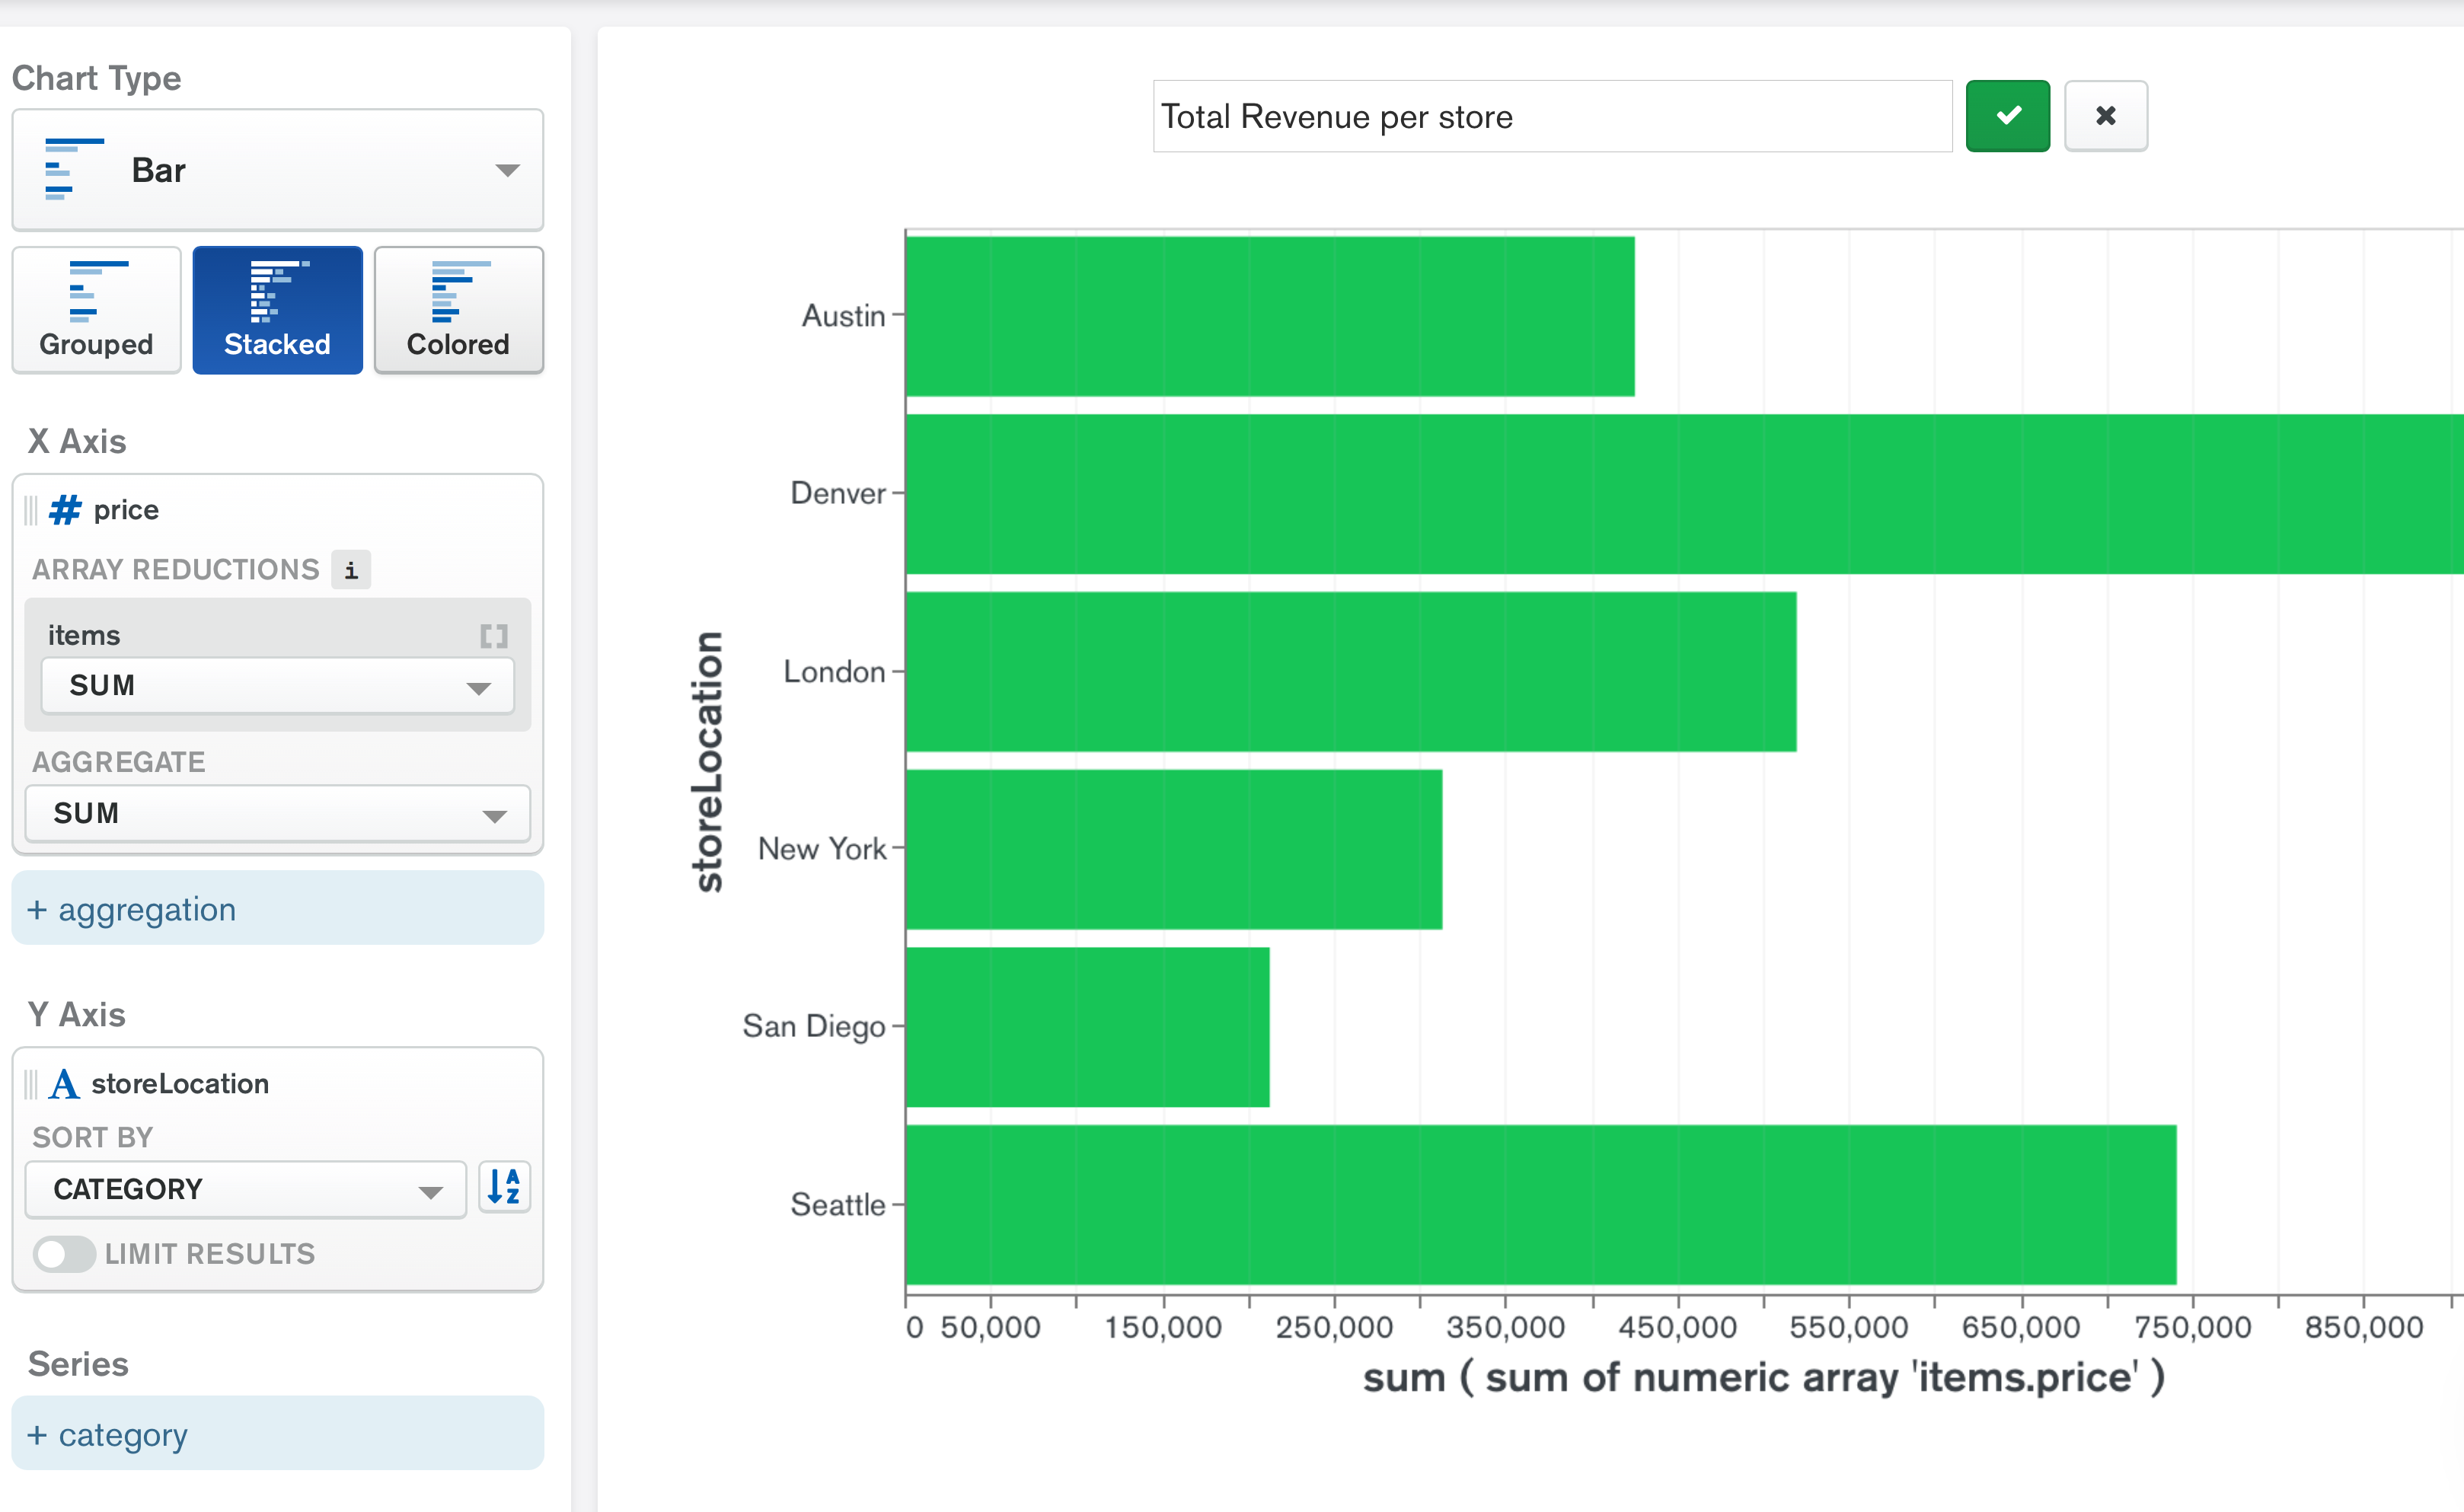 Chart Type
Bar
Grouped
Stacked
Colored
X Axis
# price
ARRAY REDUCTIONS i
items []
SUM
AGGREGATE
SUM
+ aggregation
Y Axis
A storeLocation
SORT BY
CATEGORY
A
Z
LIMIT RESULTS
Series
+ category
Total Revenue per store
storeLocation
Austin
Denver
London
New York
San Diego
Seattle
0 50,000 150,000 250,000 350,000 450,000 550,000 650,000 750,000 850,000
sum ( sum of numeric array 'items.price' )